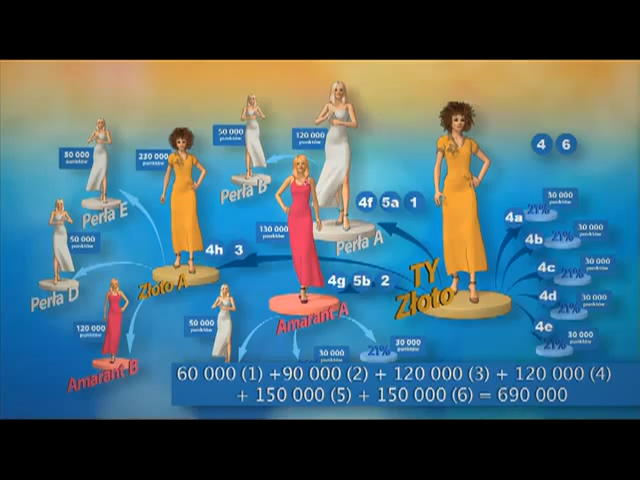 50 000
punktów
120 000
punktów
4 6
30 000
punktów
230 000
punktów
Perła B
Perła E
50 000
punktów
4f 5a 1
130 000
punktów
Perła A
4a 21% 30 000
punktów
4b 21% 30 000
punktów
4h 3
4c 21% 30 000
punktów
Perła D
Złoto A
4g 5b 2
TY
Złoto
4d 21% 30 000
punktów
120 000
punktów
50 000
punktów
Amarant A
4e 21% 30 000
punktów
30 000
punktów
21% 30 000
punktów
Amarant B
60 000 (1) +90 000 (2) + 120 000 (3) + 120 000 (4)
+ 150 000 (5) + 150 000 (6) = 690 000